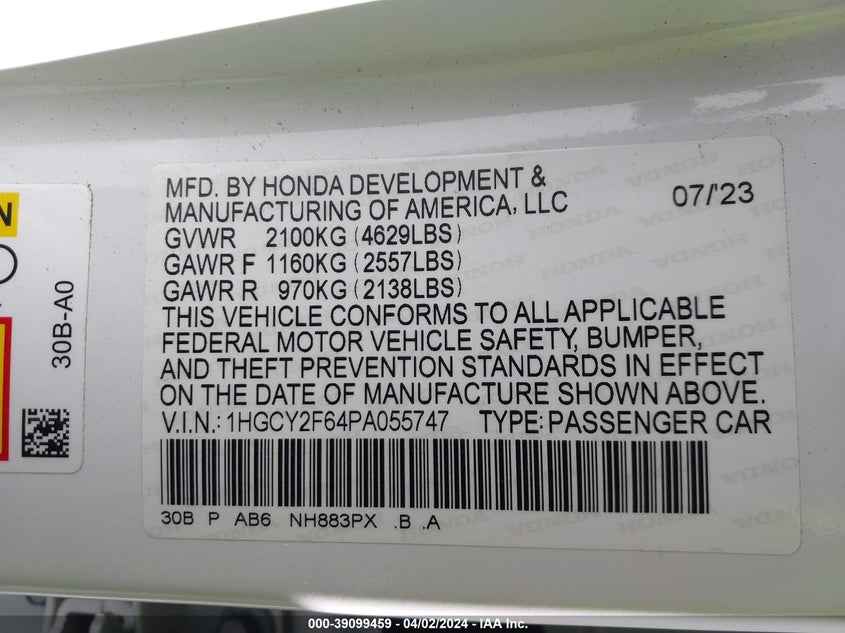 N
30B-A0
MFD. BY HONDA DEVELOPMENT &
MANUFACTURING OF AMERICA, LLC 07/'23
GVWR 2100KG (4629LBS)
GAWR F 1160KG (2557LBS)
GAWR R 970KG (2138LBS)
THIS VEHICLE CONFORMS TO ALL APPLICABLE
FEDERAL MOTOR VEHICLE SAFETY, BUMPER,
AND THEFT PREVENTION STANDARDS IN EFFECT
ON THE DATE OF MANUFACTURE SHOWN ABOVE.
V.I.N.: 1HGCY2F64PA055747 TYPE: PASSENGER CAR
30B P AB6 NH883PX .B .A
000-39099459 - 04/02/2024 - IAA Inc.